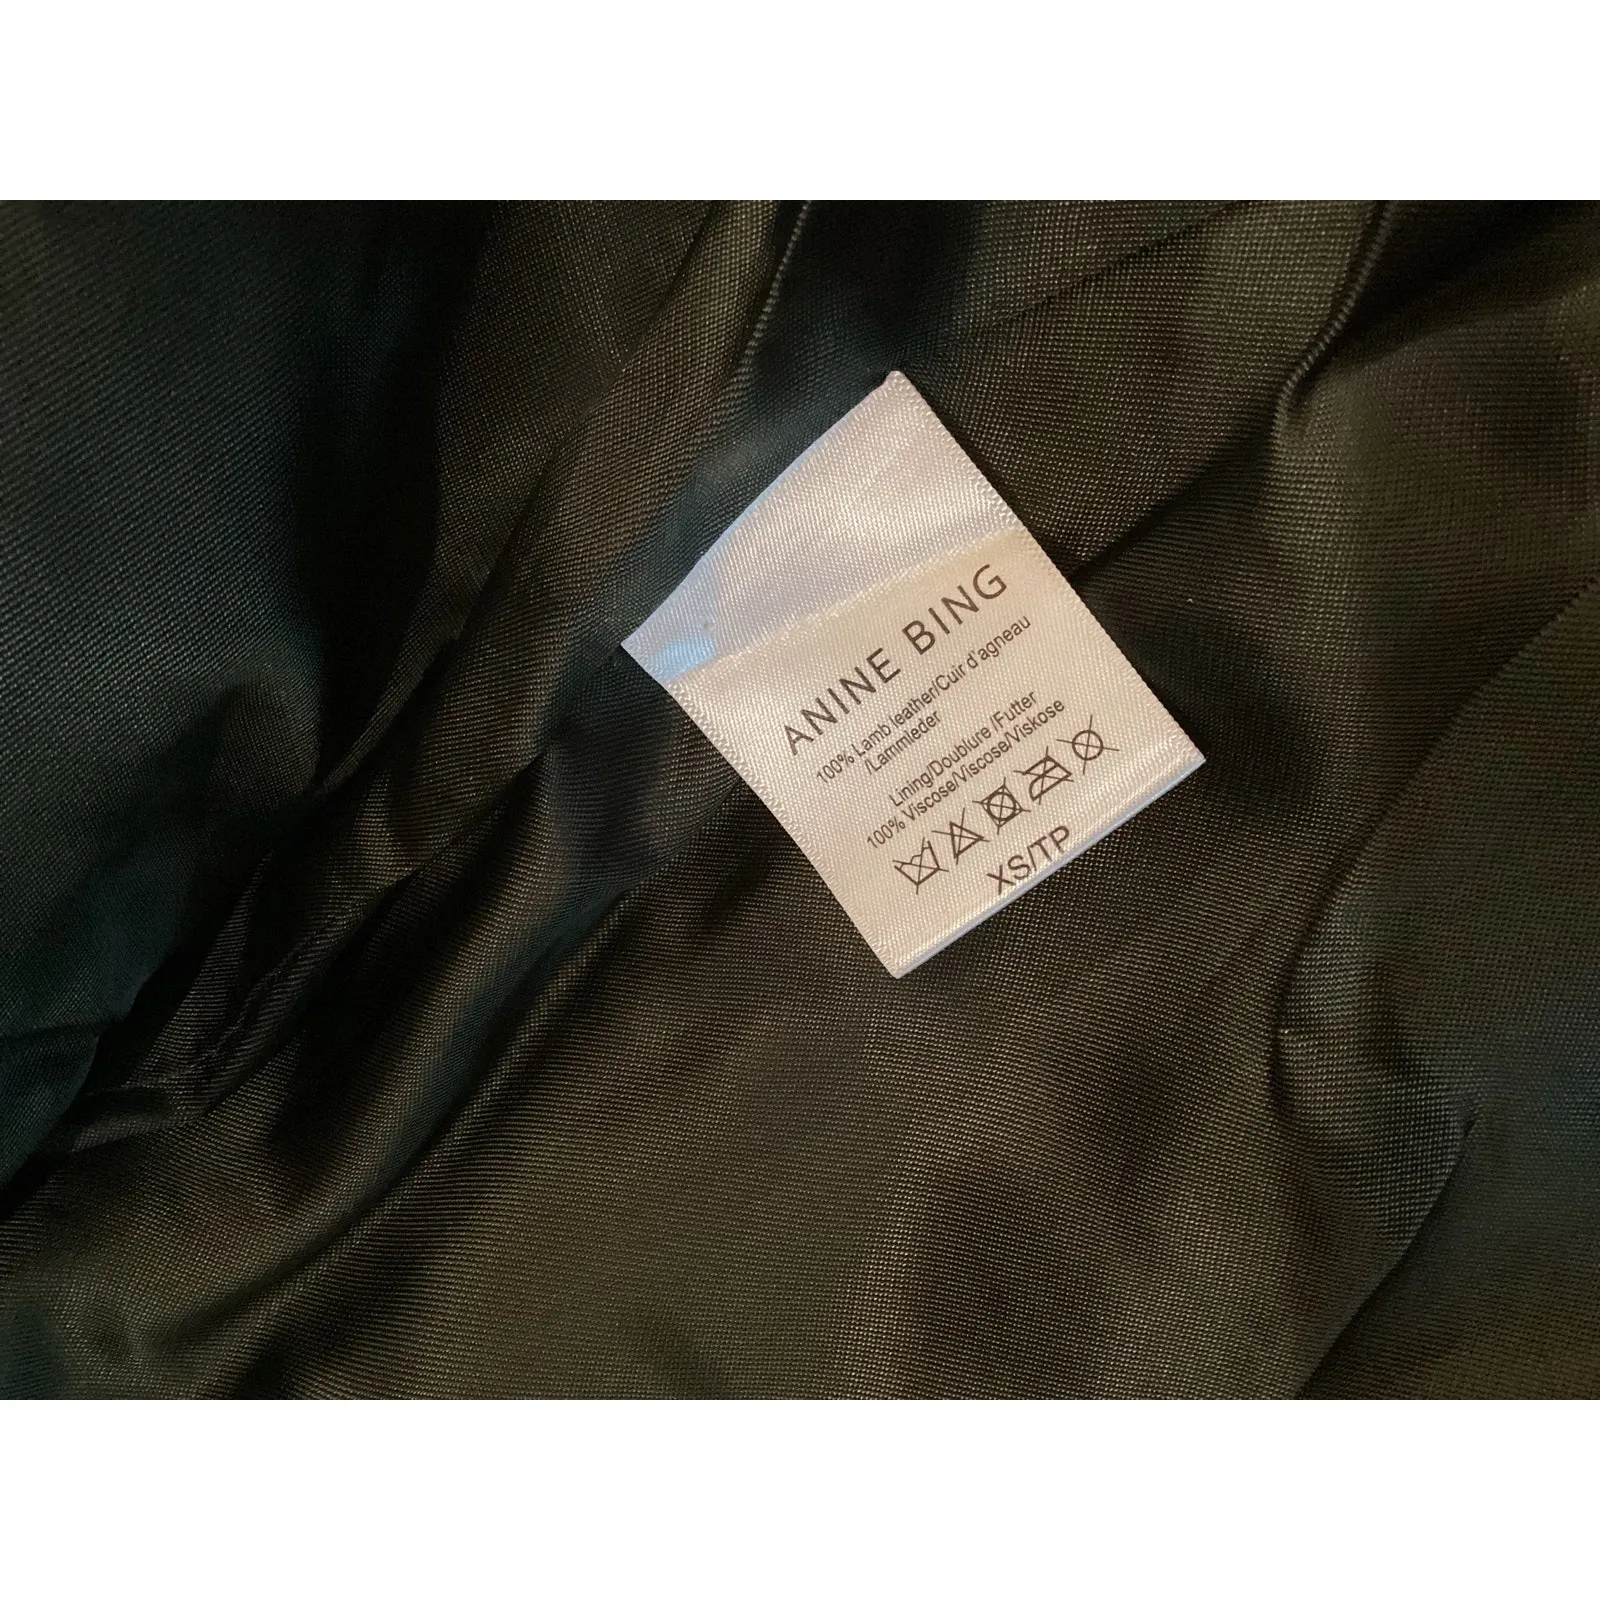 ANINE BING
100% Lamb leather/Cuir d'agneau
/Lammleder
Lining/Doublure /Futter
100% Viscose/Viscose/Viskose
XS/TP